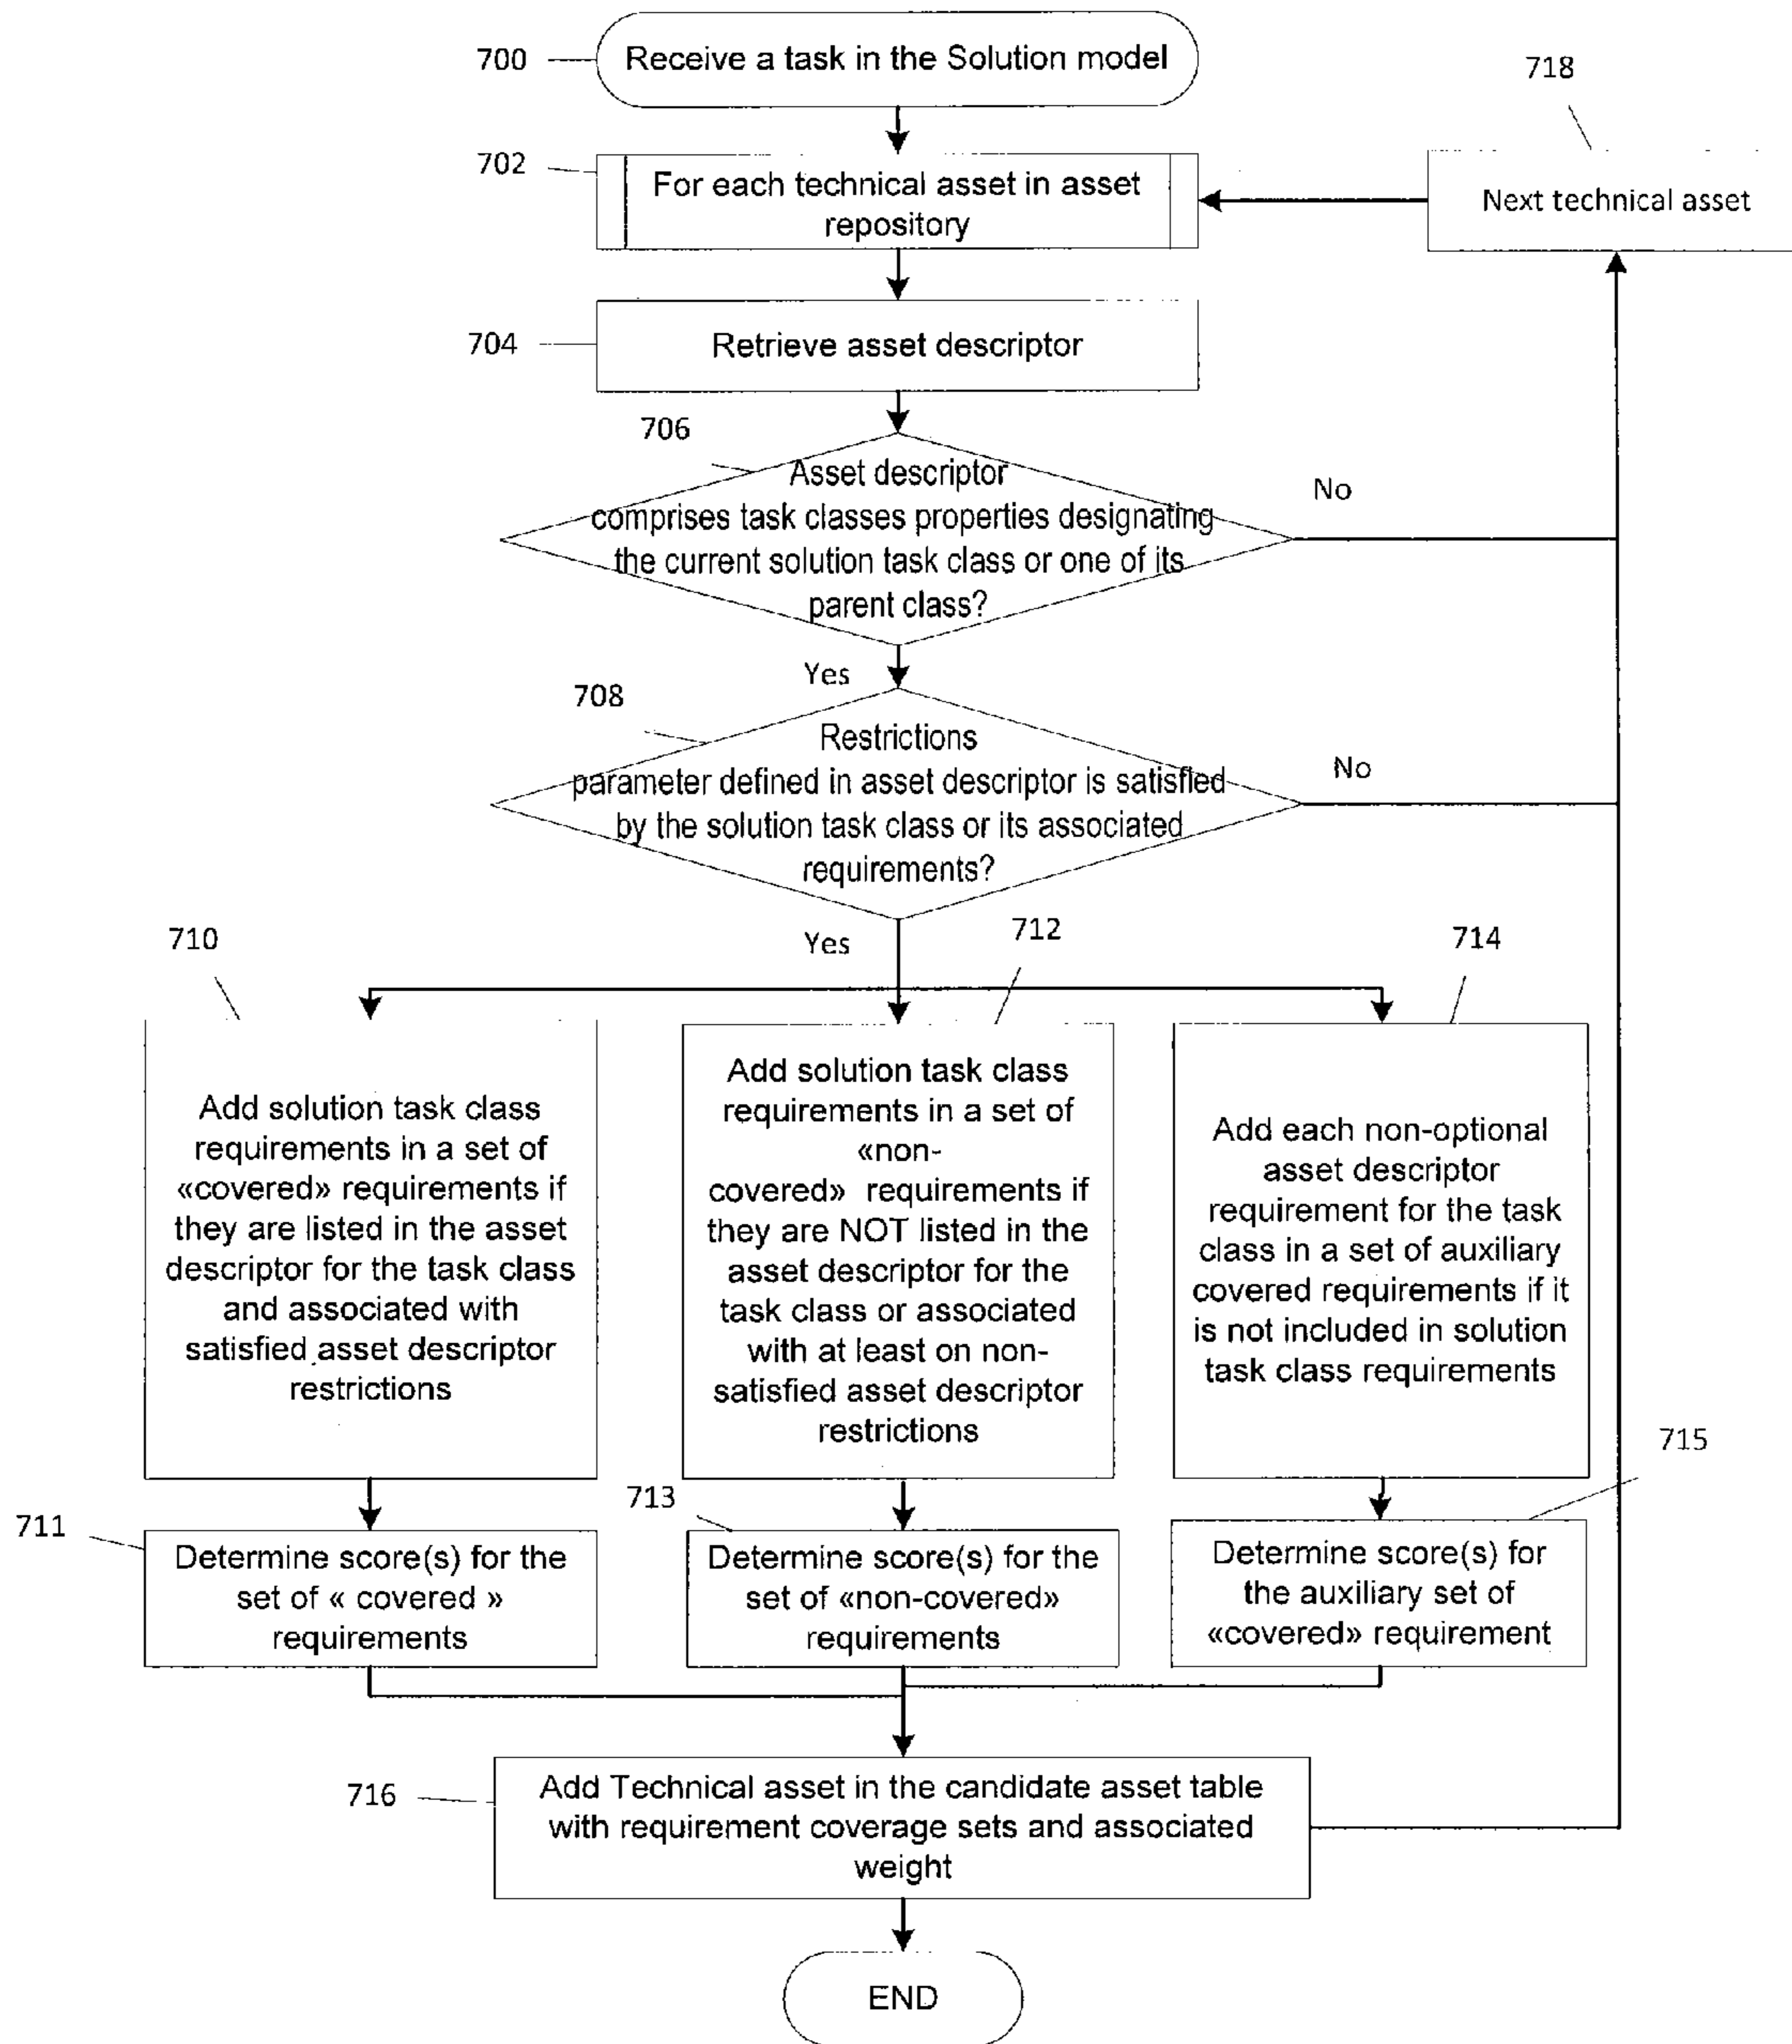 700
Receive a task in the Solution model
718
702
For each technical asset in asset
repository
Next technical asset
704
Retrieve asset descriptor
706
Asset descriptor
comprises task classes properties designating
the current solution task class or one of its
parent class?
No
Yes
708
Restrictions
parameter defined in asset descriptor is satisfied
by the solution task class or its associated
requirements?
No
Yes
710
712
714
Add solution task class
requirements in a set of
«covered» requirements if
they are listed in the asset
descriptor for the task class
and associated with
satisfied asset descriptor
restrictions
Add solution task class
requirements in a set of
«non-
covered» requirements if
they are NOT listed in the
asset descriptor for the
task class or associated
with at least on non-
satisfied asset descriptor
restrictions
Add each non-optional
asset descriptor
requirement for the task
class in a set of auxiliary
covered requirements if it
is not included in solution
task class requirements
711
Determine score(s) for the
set of « covered »
requirements
713
Determine score(s) for the
set of «non-covered»
requirements
715
Determine score(s) for
the auxiliary set of
«covered» requirement
716
Add Technical asset in the candidate asset table
with requirement coverage sets and associated
weight
END